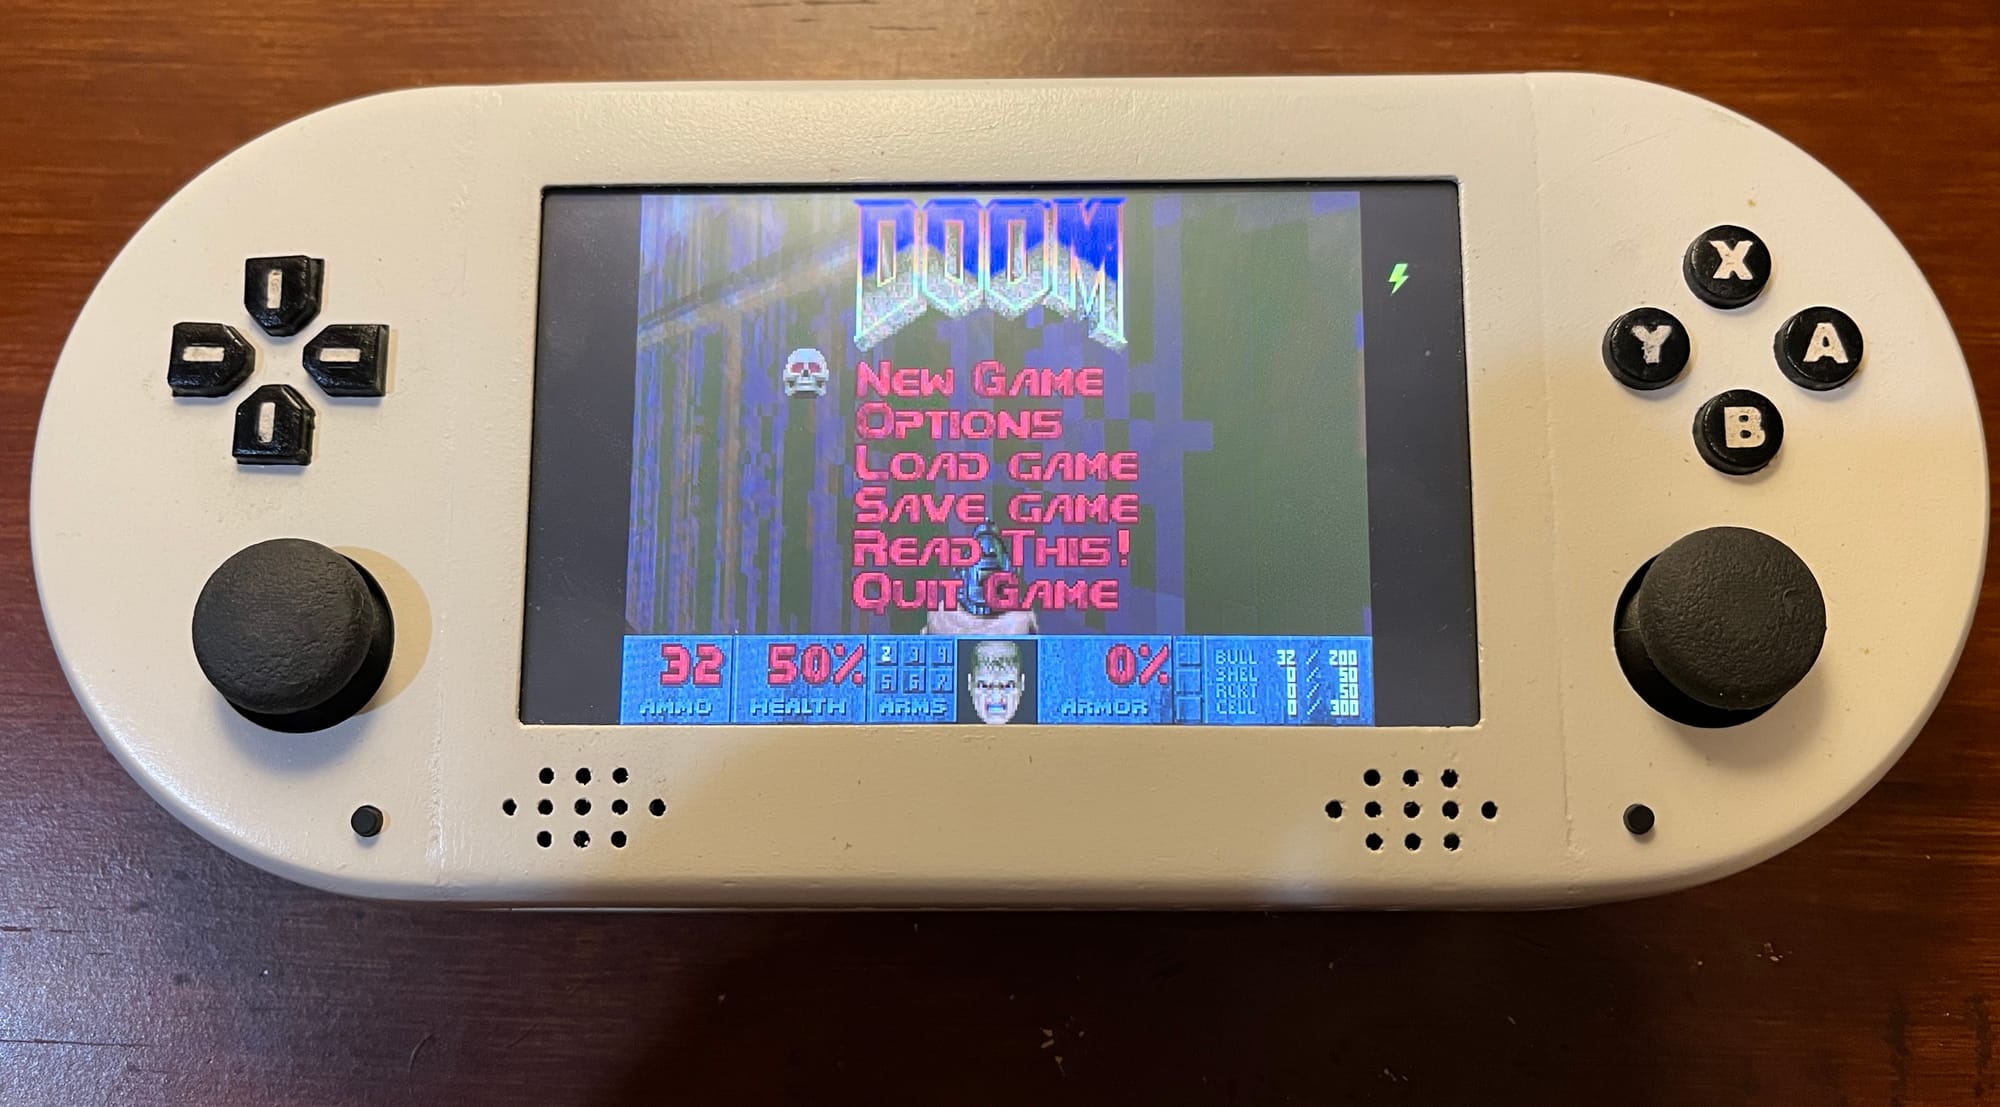 DOOM
NEW GAME
OPTIONS
LOAD GAME
SAVE GAME
READ THIS!
QUIT GAME
X
Y A
B
32 50% 2 3 4 0% BULL 32 / 200
5 6 7 SHEL 0 / 50
RCKT 0 / 50
AMMO HEALTH ARMS ARMOR CELL 0 / 300